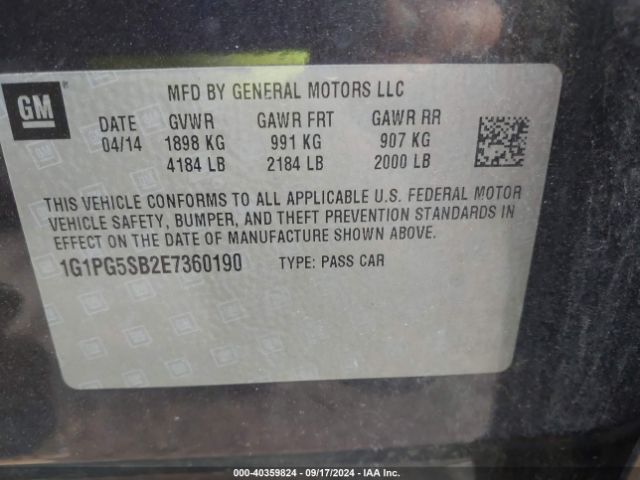 GM
MFD BY GENERAL MOTORS LLC
DATE GVWR GAWR FRT GAWR RR
04/14 1898 KG 991 KG 907 KG
4184 LB 2184 LB 2000 LB
THIS VEHICLE CONFORMS TO ALL APPLICABLE U.S. FEDERAL MOTOR
VEHICLE SAFETY, BUMPER, AND THEFT PREVENTION STANDARDS IN
EFFECT ON THE DATE OF MANUFACTURE SHOWN ABOVE.
1G1PG5SB2E7360190 TYPE: PASS CAR
000-40359824 - 09/17/2024 - IAA Inc.